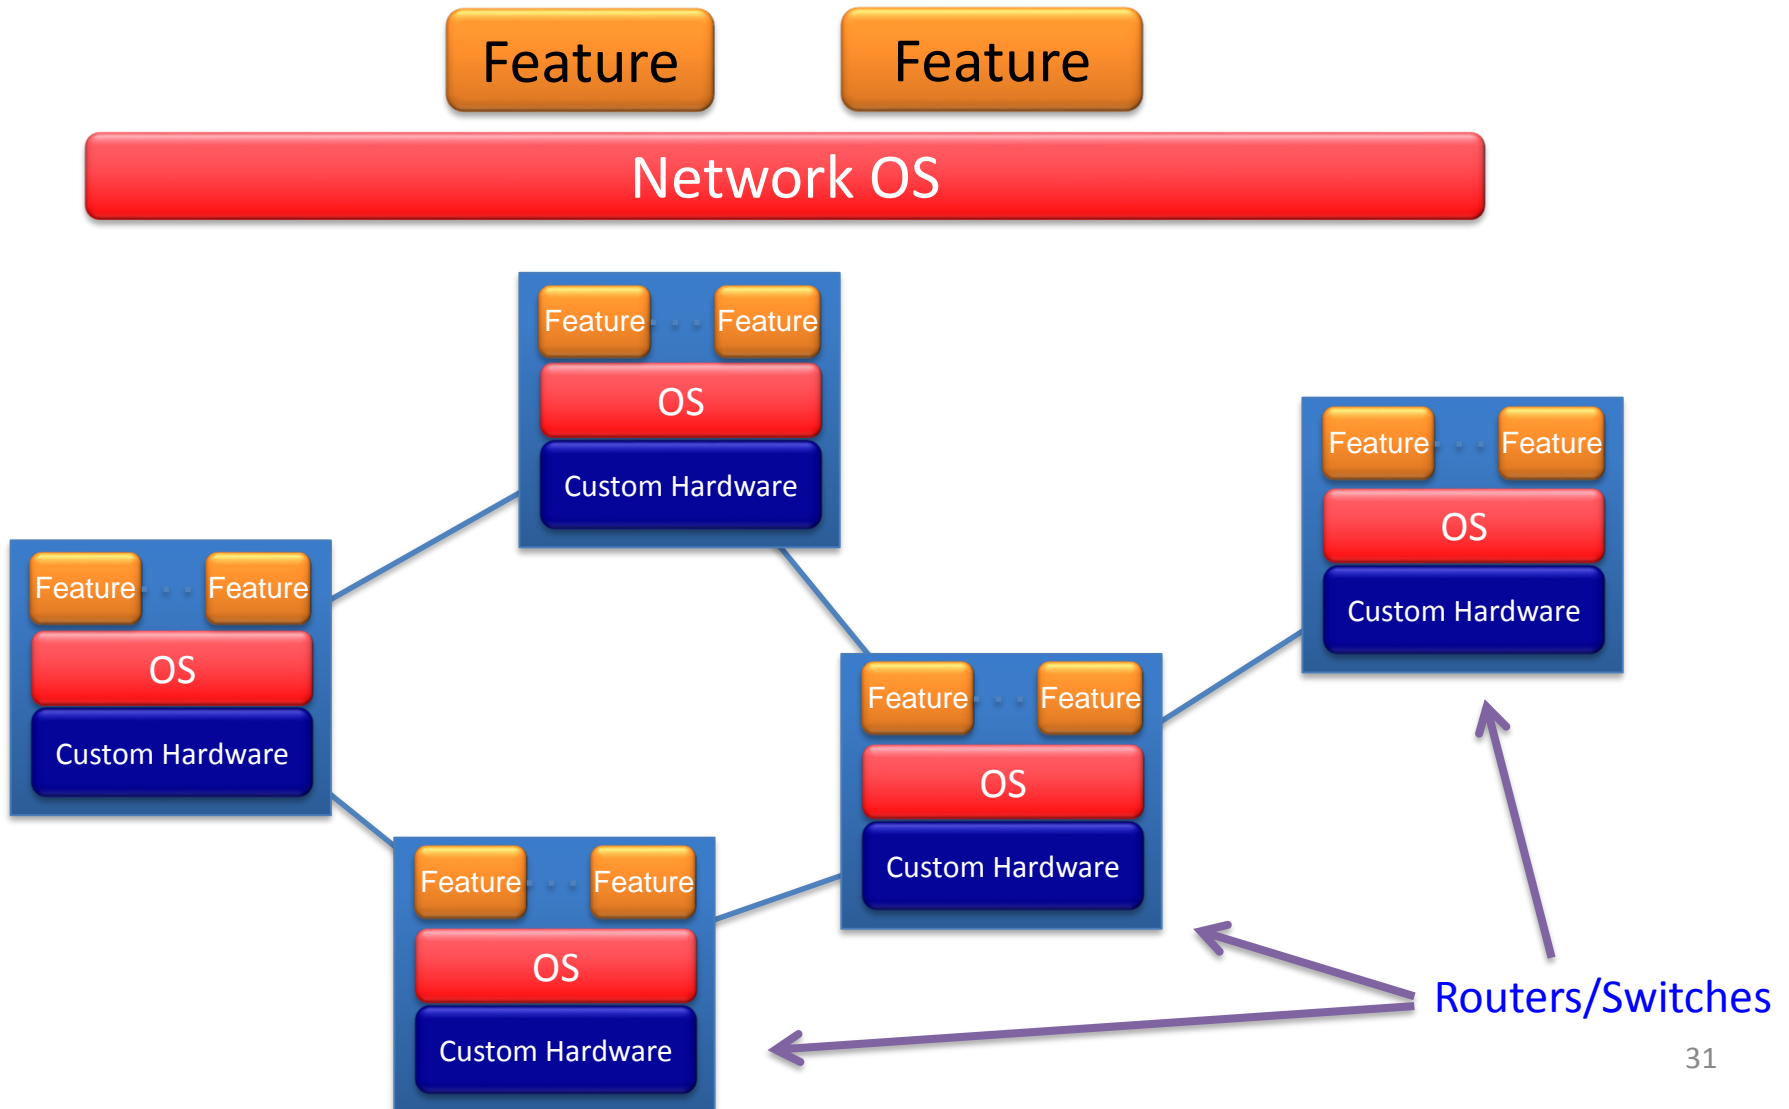 Feature Feature
Network OS
Feature . . . Feature
OS
Custom Hardware
Feature . . . Feature
OS
Custom Hardware
Feature . . . Feature
OS
Custom Hardware
Feature . . . Feature
OS
Custom Hardware
Feature . . . Feature
OS
Custom Hardware
Routers/Switches
31